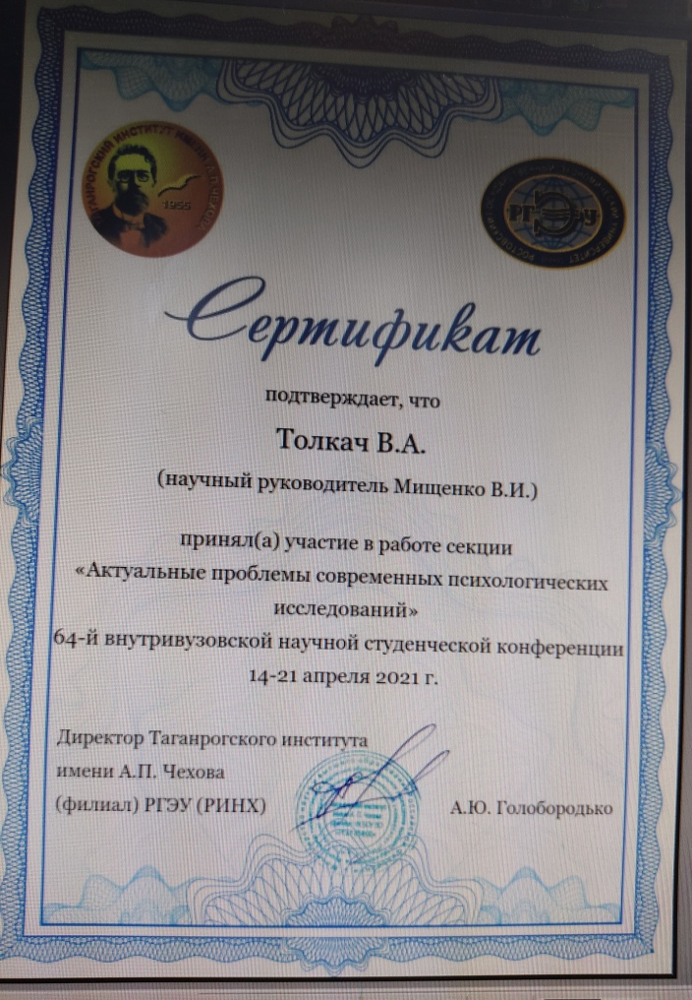 ТАГАНРОГСКИЙ ИНСТИТУТ ИМЕНИ А.П. ЧЕХОВА
1955
РГЭУ
РОСТОВСКИЙ УНИВЕРСИТЕТ
Сертификат
подтверждает, что
Толкач В.А.
(научный руководитель Мищенко В.И.)
принял(а) участие в работе секции
«Актуальные проблемы современных психологических
исследований»
64-й внутривузовской научной студенческой конференции
14-21 апреля 2021 г.
Директор Таганрогского института
имени А.П. Чехова
(филиал) РГЭУ (РИНХ)
А.Ю. Голобородько